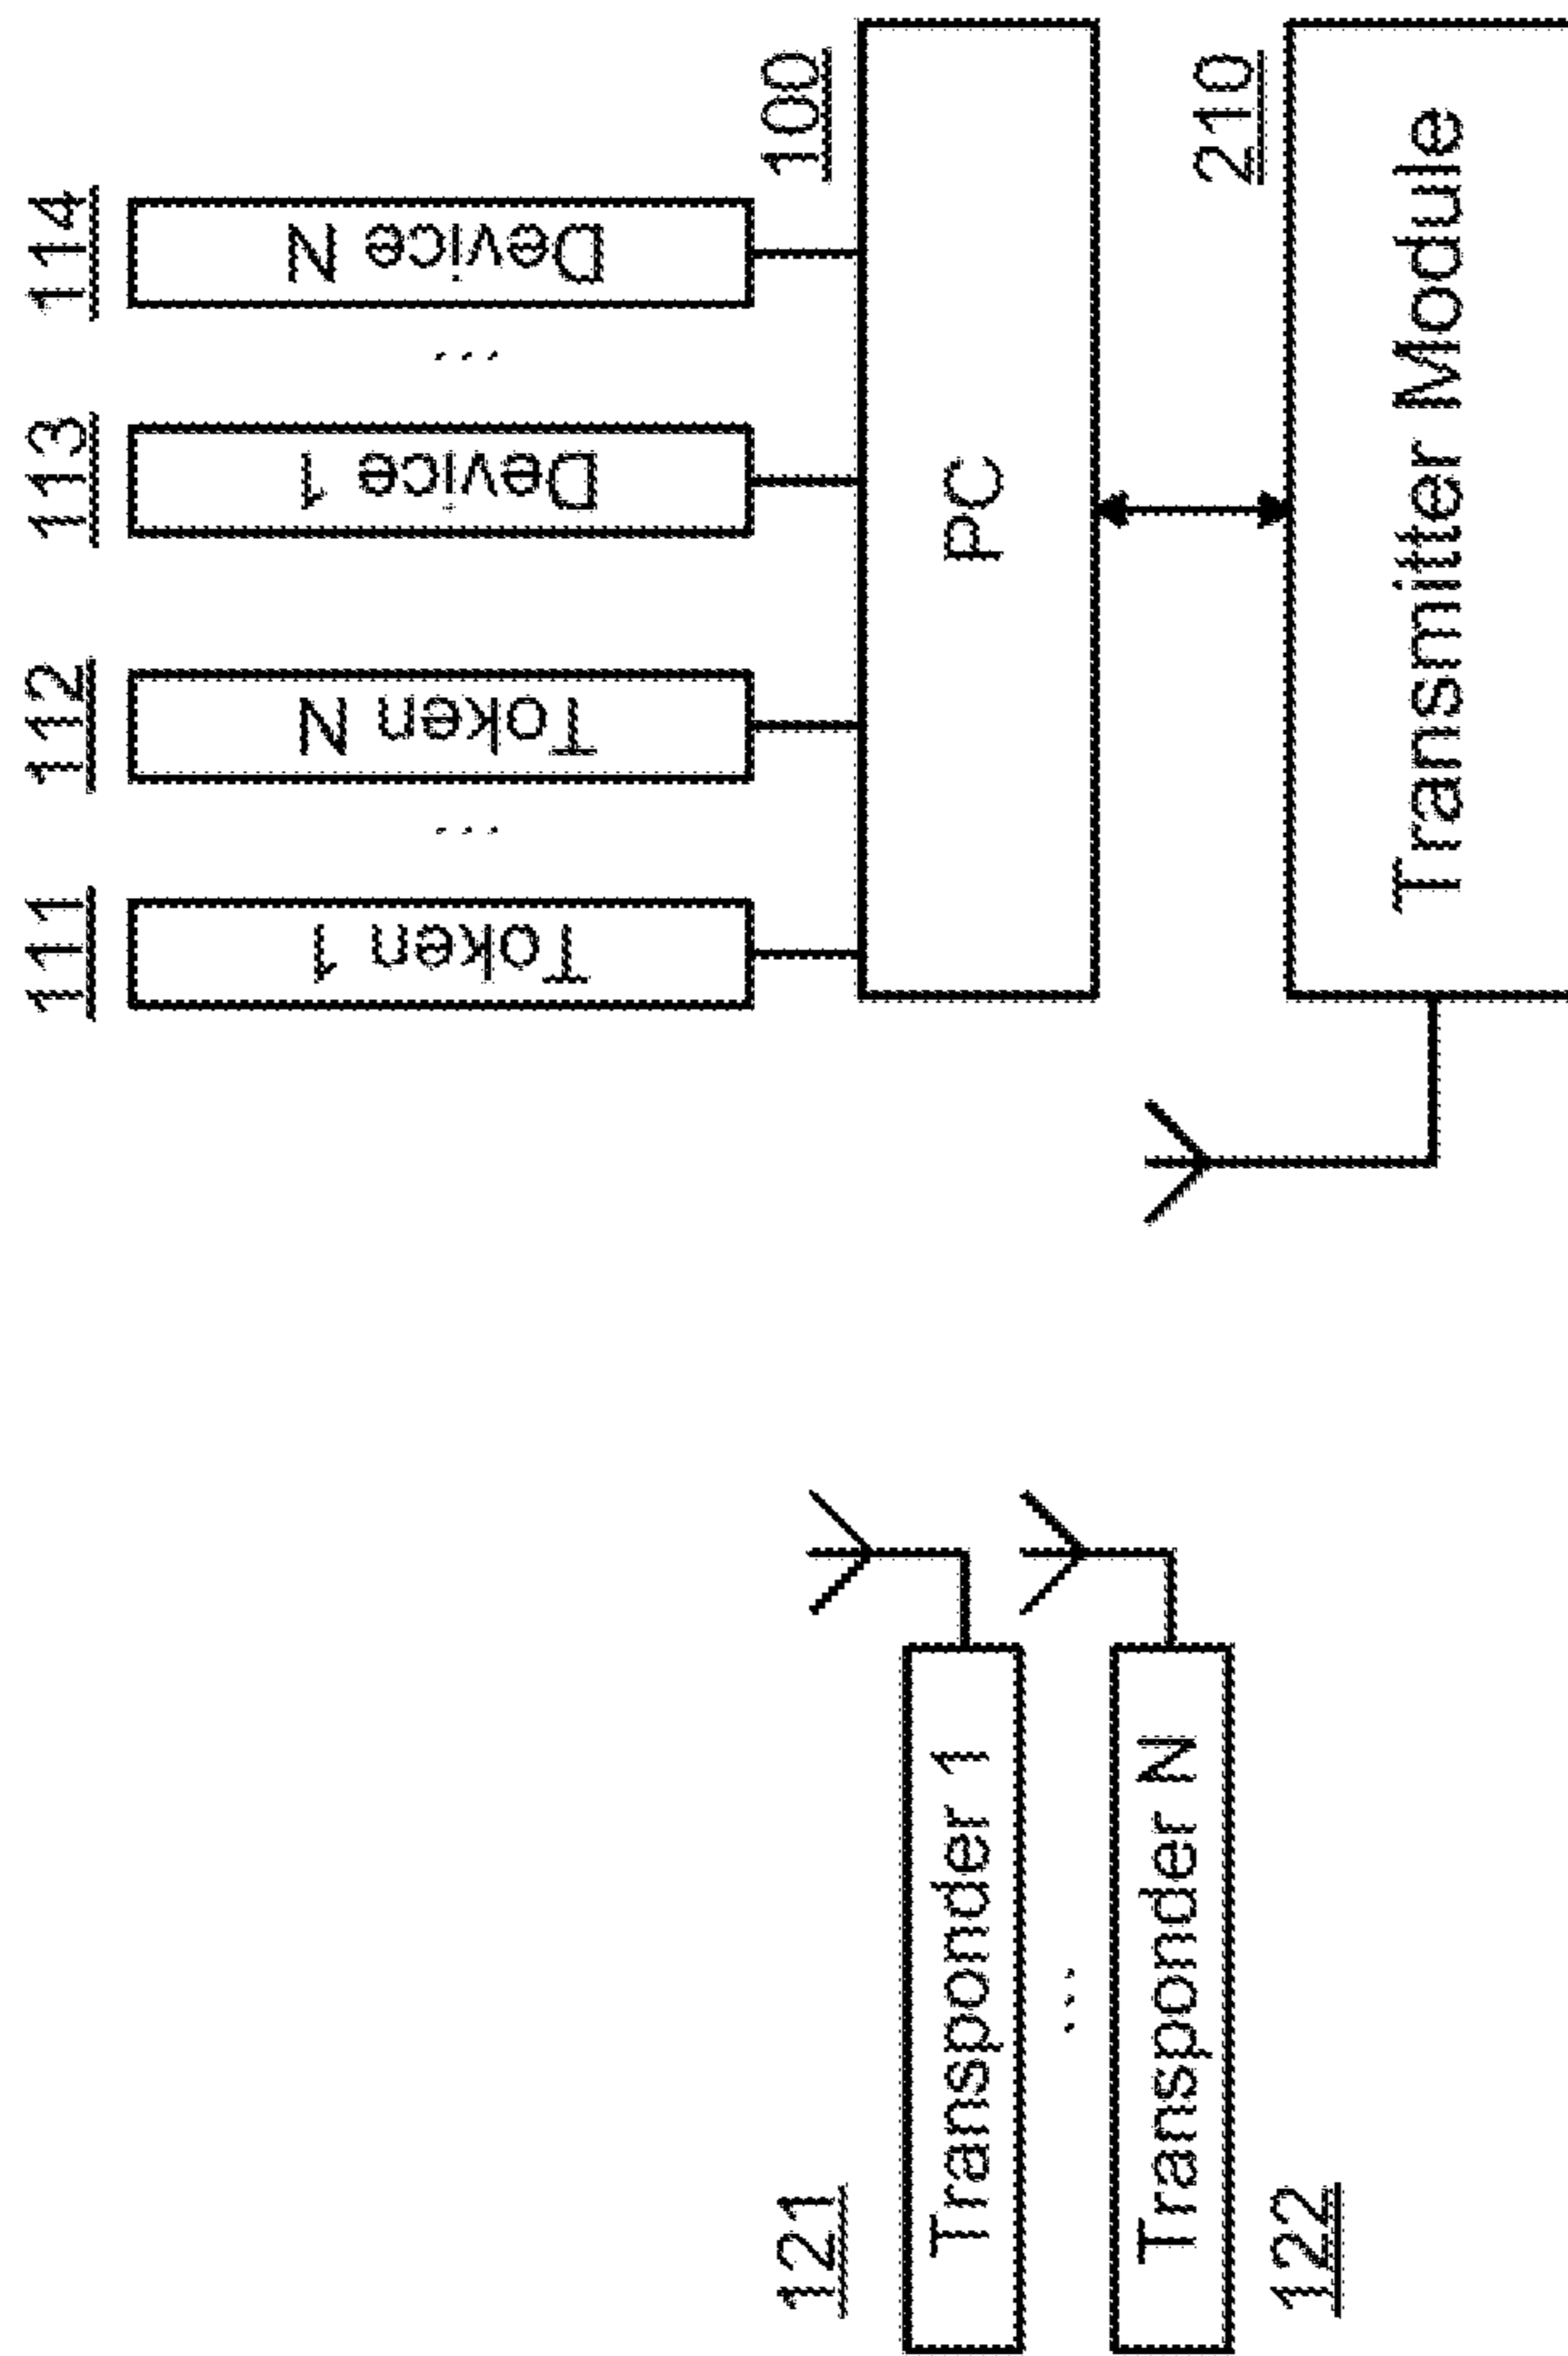 111
112
113
114
Token 1
...
Token N
Device 1
...
Device N
100
PC
210
Transmitter Module
121
Transponder 1
...
Transponder N
122